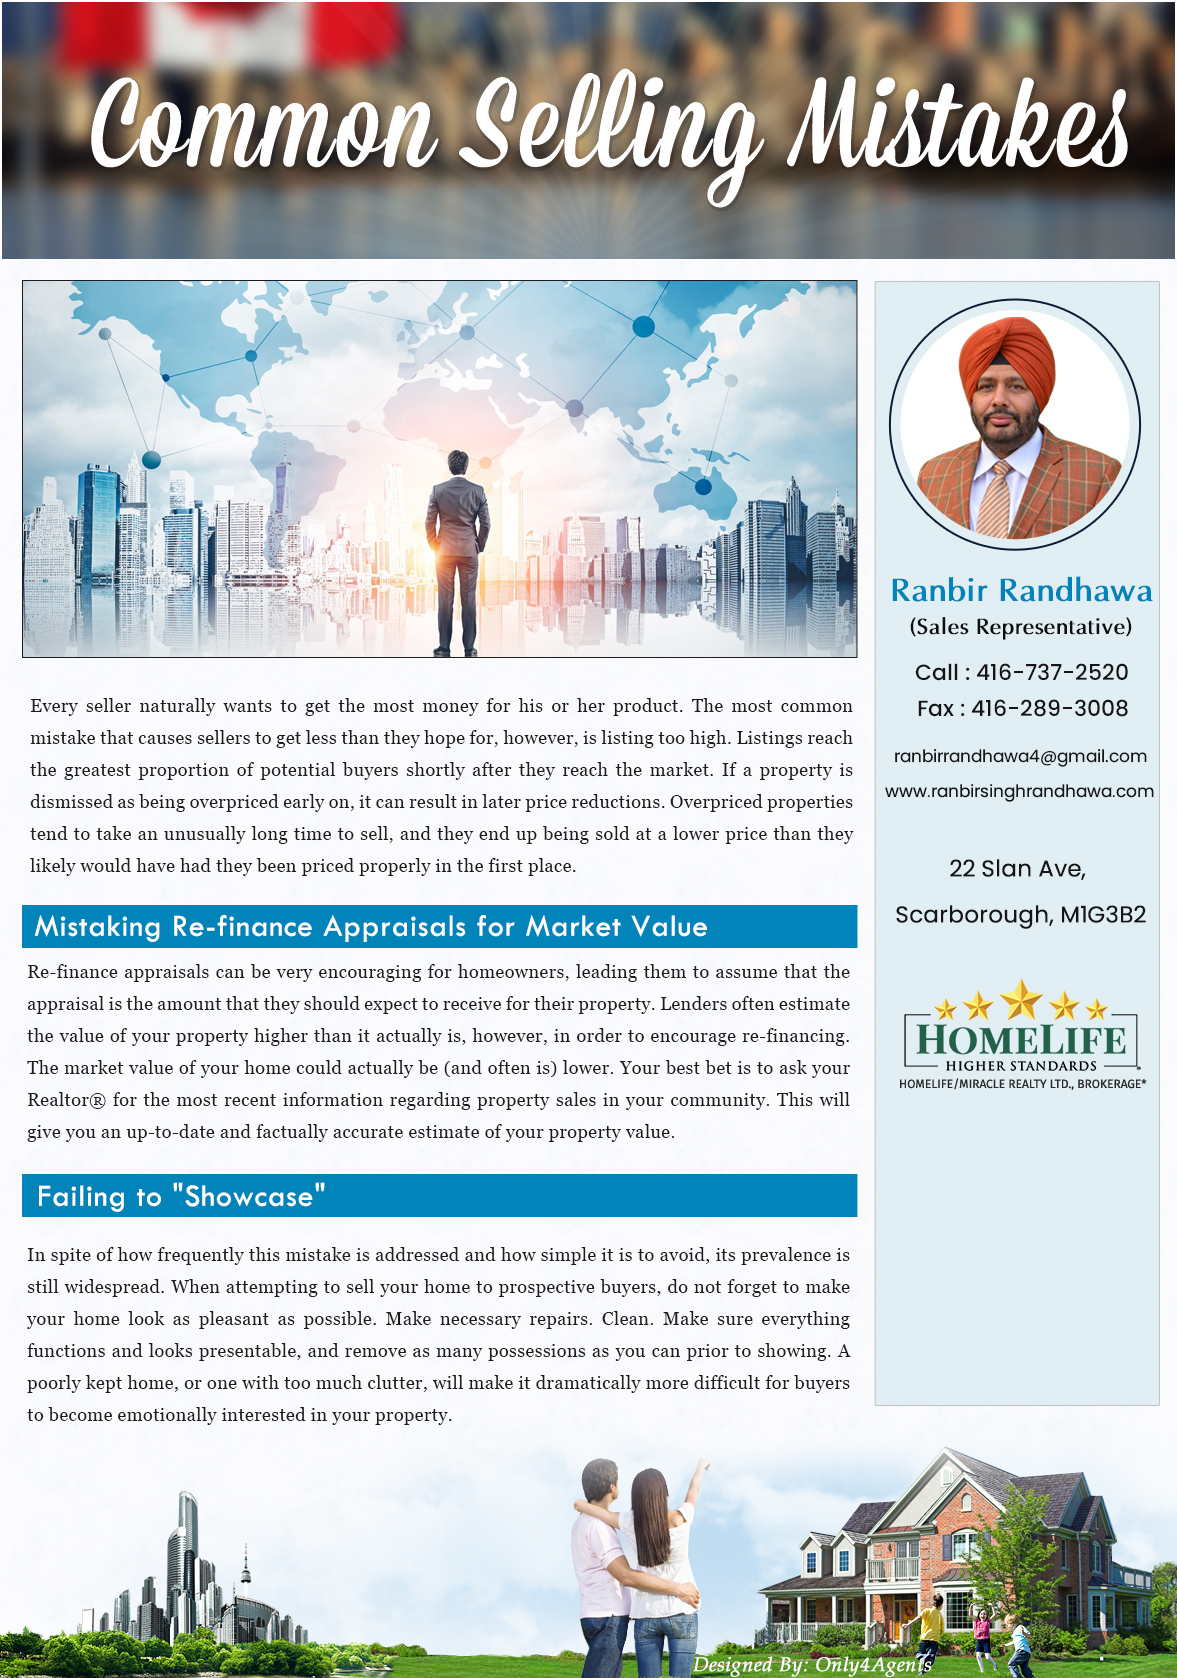 Common Selling Mistakes
Every seller naturally wants to get the most money for his or her product. The most common
mistake that causes sellers to get less than they hope for, however, is listing too high. Listings reach
the greatest proportion of potential buyers shortly after they reach the market. If a property is
dismissed as being overpriced early on, it can result in later price reductions. Overpriced properties
tend to take an unusually long time to sell, and they end up being sold at a lower price than they
likely would have had they been priced properly in the first place.
Mistaking Re-finance Appraisals for Market Value
Re-finance appraisals can be very encouraging for homeowners, leading them to assume that the
appraisal is the amount that they should expect to receive for their property. Lenders often estimate
the value of your property higher than it actually is, however, in order to encourage re-financing.
The market value of your home could actually be (and often is) lower. Your best bet is to ask your
Realtor® for the most recent information regarding property sales in your community. This will
give you an up-to-date and factually accurate estimate of your property value.
Failing to "Showcase"
In spite of how frequently this mistake is addressed and how simple it is to avoid, its prevalence is
still widespread. When attempting to sell your home to prospective buyers, do not forget to make
your home look as pleasant as possible. Make necessary repairs. Clean. Make sure everything
functions and looks presentable, and remove as many possessions as you can prior to showing. A
poorly kept home, or one with too much clutter, will make it dramatically more difficult for buyers
to become emotionally interested in your property.
Ranbir Randhawa
(Sales Representative)
Call : 416-737-2520
Fax : 416-289-3008
ranbirrandhawa4@gmail.com
www.ranbirsinghrandhawa.com
22 Slan Ave,
Scarborough, M1G3B2
HOMELIFE
HIGHER STANDARDS
HOMELIFE/MIRACLE REALTY LTD., BROKERAGE*
Designed By: Only4Agents